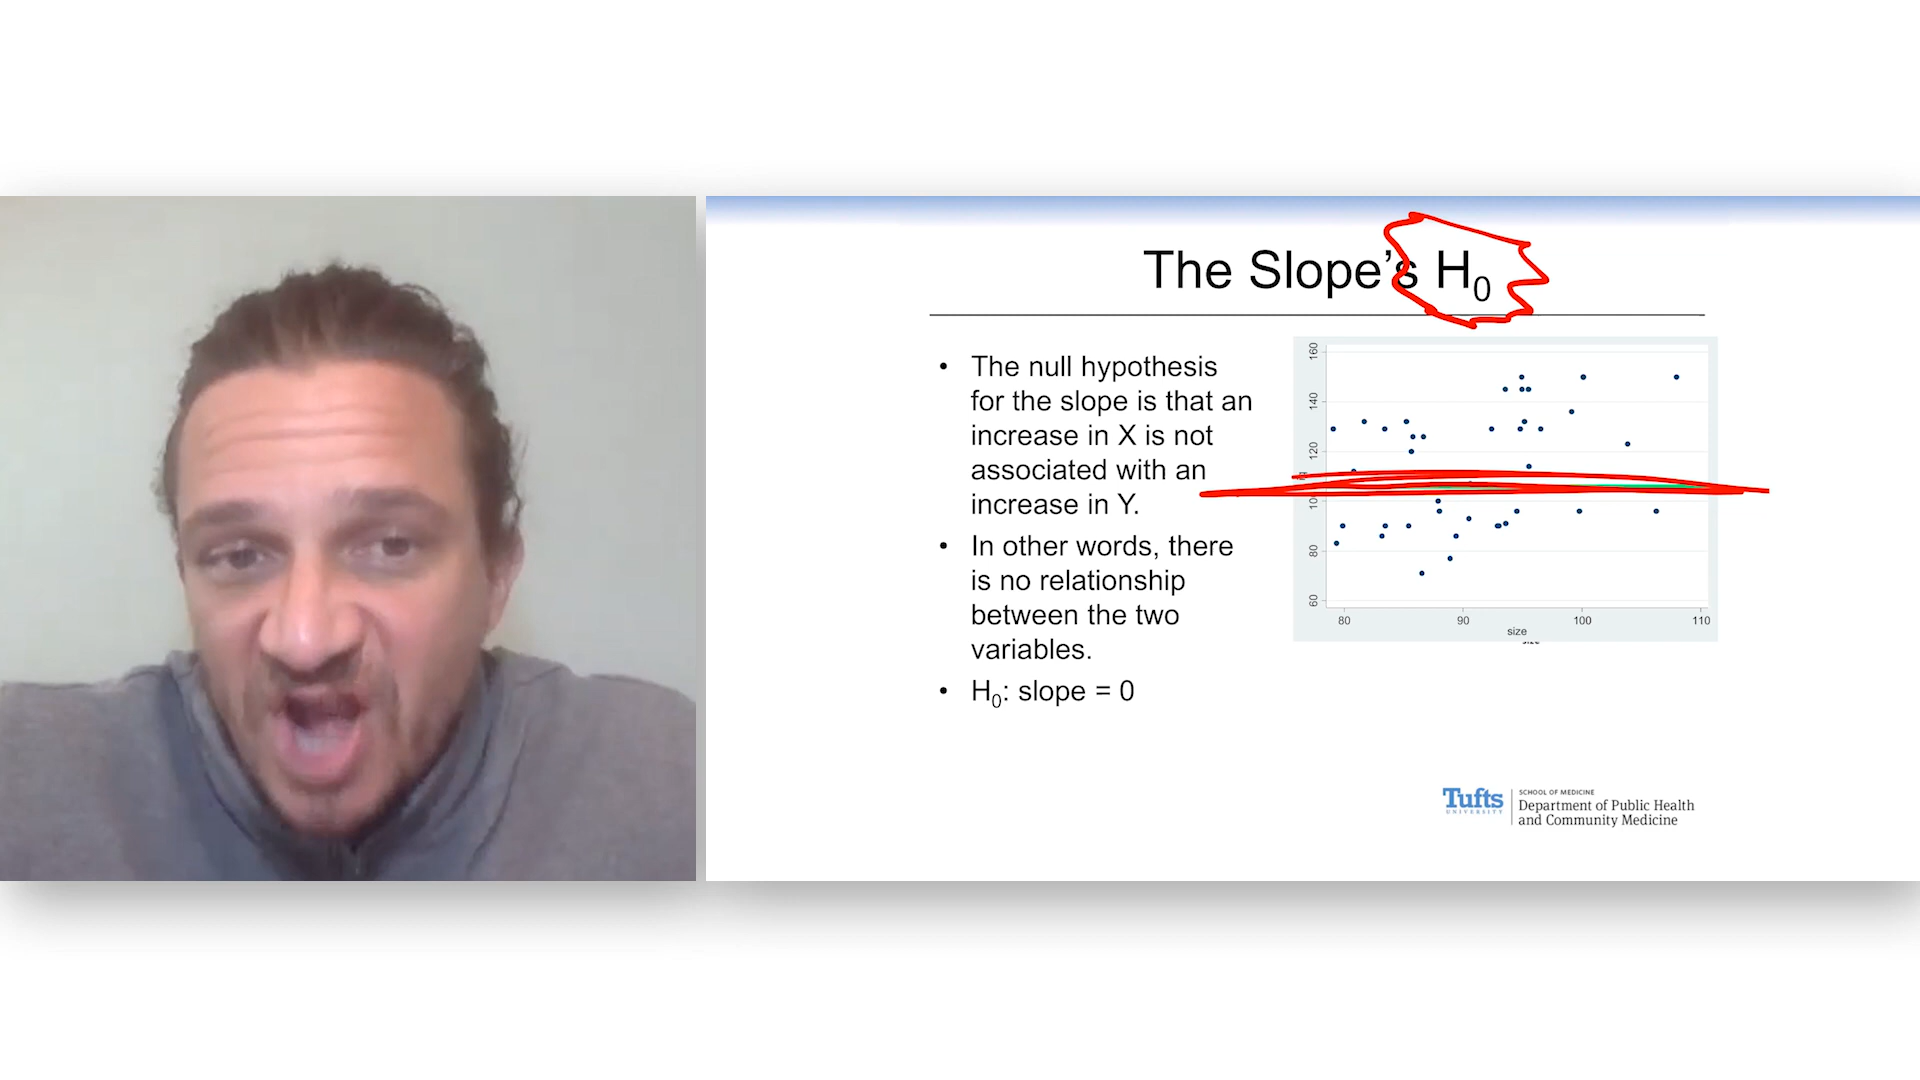 The Slope's H₀
• The null hypothesis
for the slope is that an
increase in X is not
associated with an
increase in Y.
• In other words, there
is no relationship
between the two
variables.
• H₀: slope = 0
160
140
120
80
60
80 90 100 110
size
Tufts
UNIVERSITY
SCHOOL OF MEDICINE
Department of Public Health
and Community Medicine